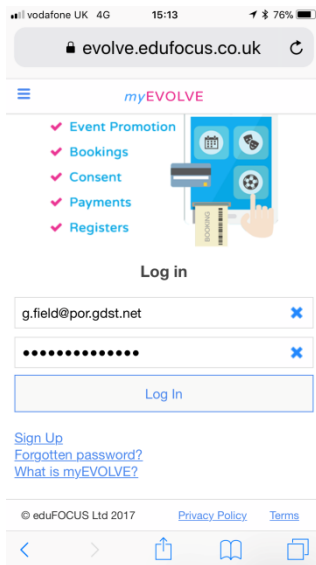 vodafone UK 4G 15:13 76%
evolve.edufocus.co.uk
myEVOLVE
Event Promotion
Bookings
Consent
Payments
Registers
BOOKING
Log in
g.field@por.gdst.net
••••••••••••••
Log In
Sign Up
Forgotten password?
What is myEVOLVE?
© eduFOCUS Ltd 2017 Privacy Policy Terms